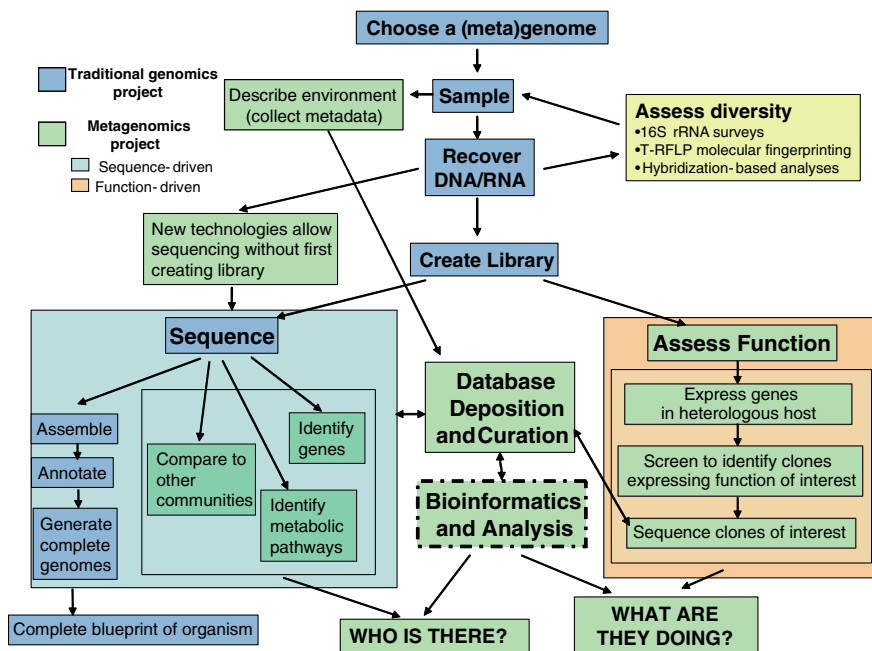 Choose a (meta)genome
Traditional genomics
project
Metagenomics
project
Sequence- driven
Function- driven
Describe environment
(collect metadata)
Sample
Assess diversity
•16S rRNA surveys
•T-RFLP molecular fingerprinting
•Hybridization-based analyses
Recover
DNA/RNA
New technologies allow
sequencing without first
creating library
Create Library
Sequence
Assess Function
Database
Deposition
and Curation
Express genes
in heterologous host
Assemble
Identify
genes
Annotate
Compare to
other
communities
Screen to identify clones
expressing function of interest
Bioinformatics
and Analysis
Identify
metabolic
pathways
Generate
complete
genomes
Sequence clones of interest
Complete blueprint of organism
WHO IS THERE?
WHAT ARE
THEY DOING?